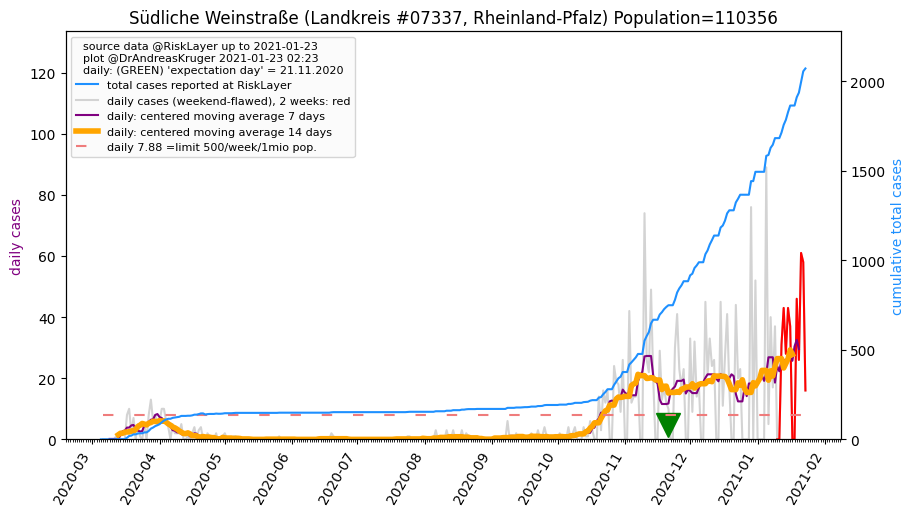 Südliche Weinstraße (Landkreis #07337, Rheinland-Pfalz) Population=110356
source data @RiskLayer up to 2021-01-23
plot @DrAndreasKruger 2021-01-23 02:23
daily: (GREEN) 'expectation day' = 21.11.2020
total cases reported at RiskLayer
daily cases (weekend-flawed), 2 weeks: red
daily: centered moving average 7 days
daily: centered moving average 14 days
daily 7.88 =limit 500/week/1mio pop.
daily cases
120
100
80
60
40
20
0
2000
1500
1000
500
0
cumulative total cases
2020-03
2020-04
2020-05
2020-06
2020-07
2020-08
2020-09
2020-10
2020-11
2020-12
2021-01
2021-02